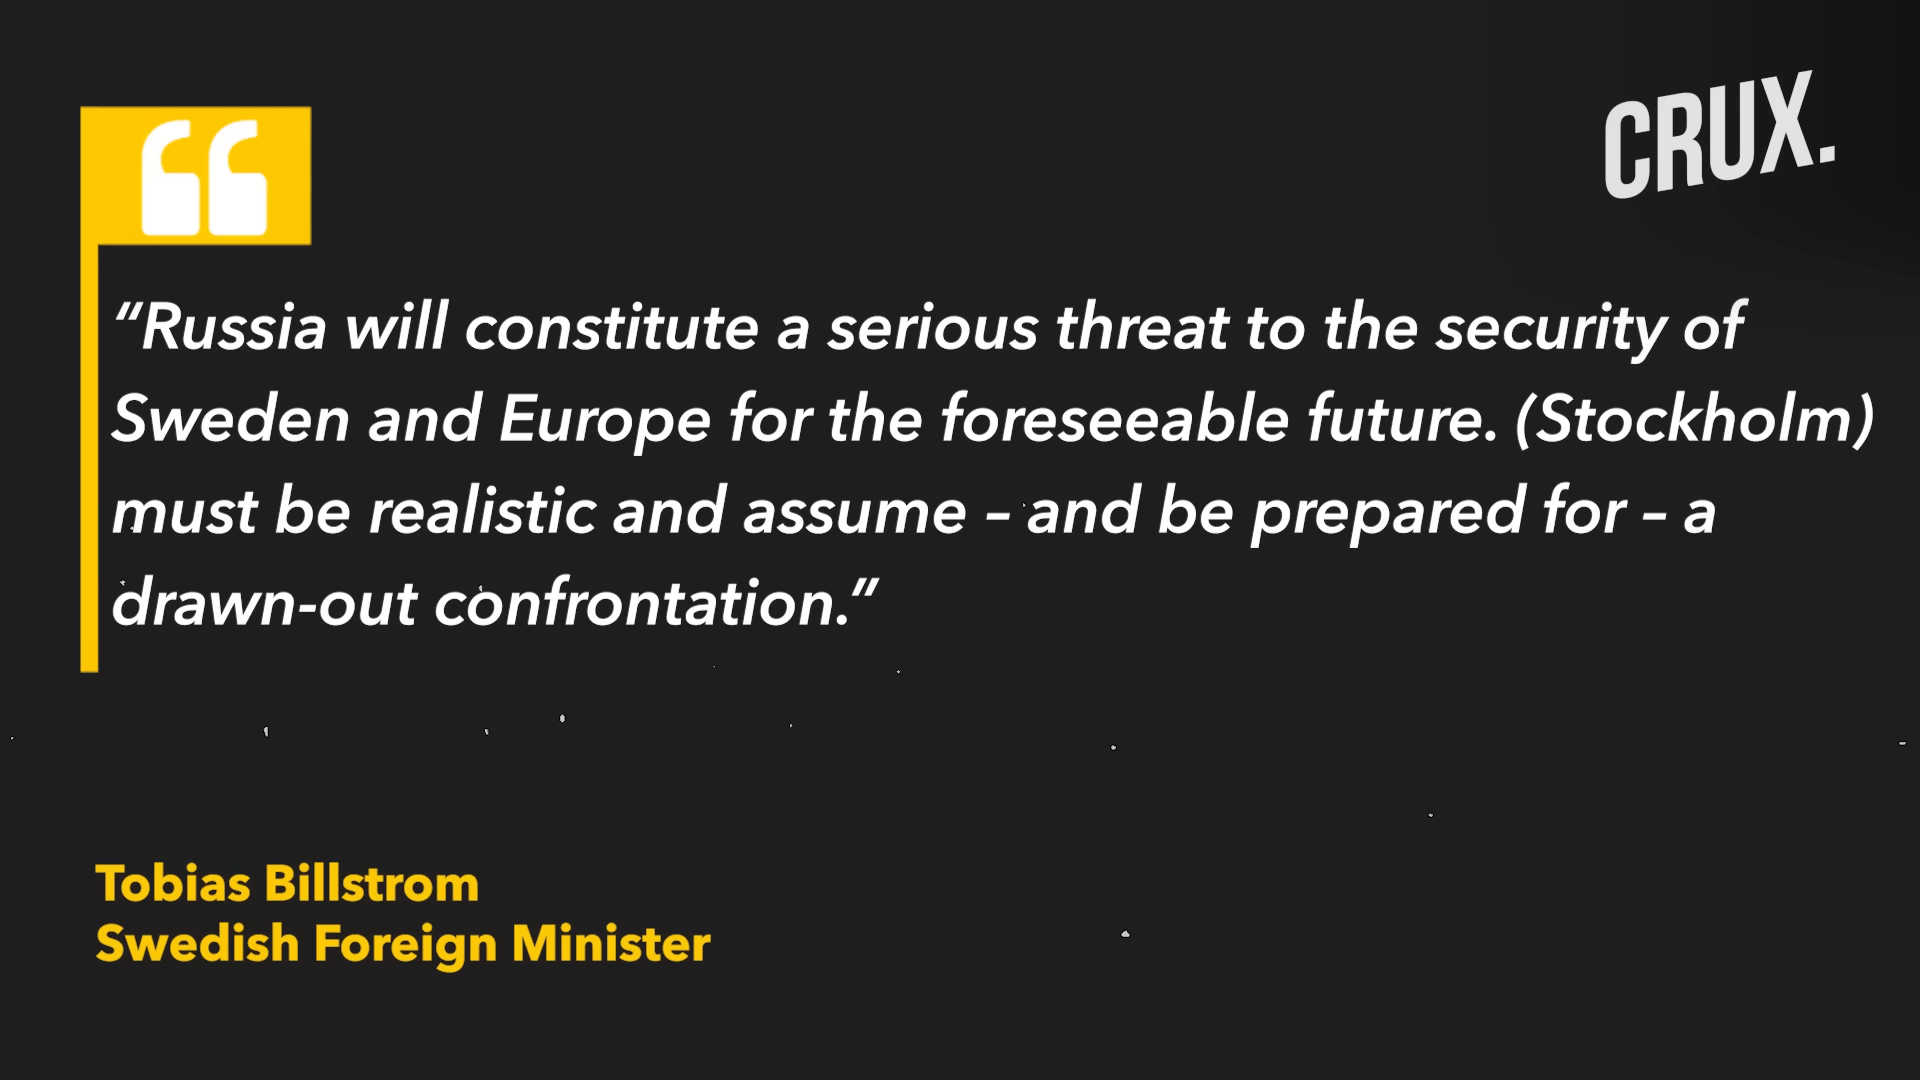 CRUX.
“Russia will constitute a serious threat to the security of
Sweden and Europe for the foreseeable future. (Stockholm)
must be realistic and assume – and be prepared for – a
drawn-out confrontation.”
Tobias Billstrom
Swedish Foreign Minister